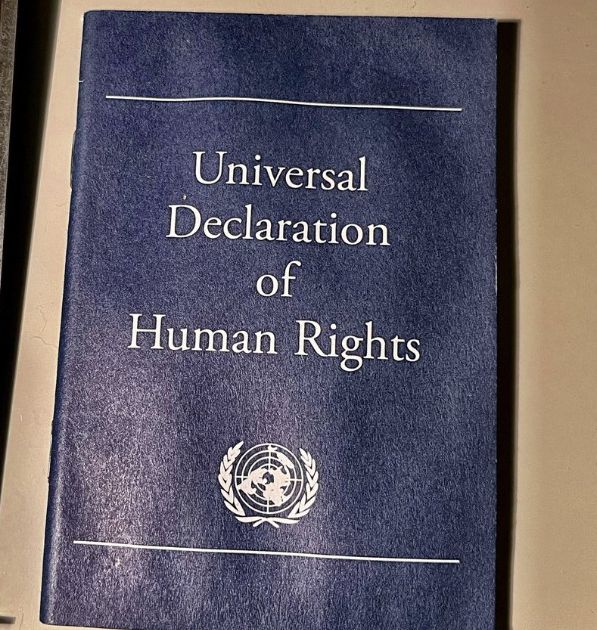 Universal
Declaration
of
Human Rights